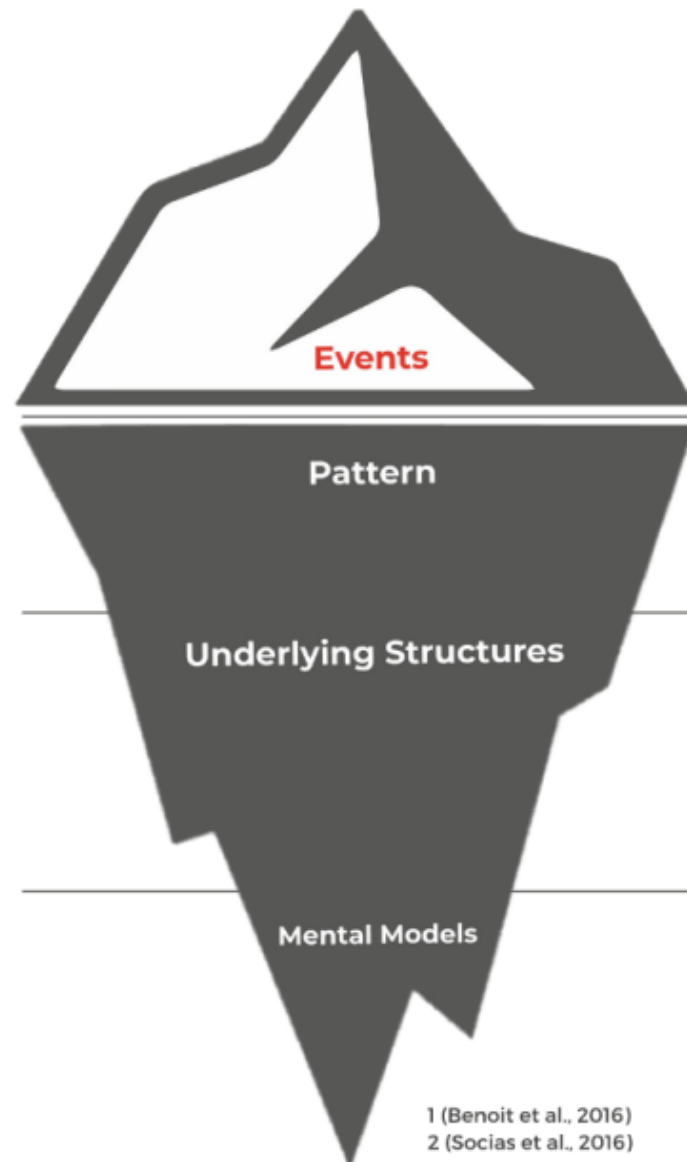 Events
Pattern
Underlying Structures
Mental Models
1 (Benoit et al., 2016)
2 (Socias et al., 2016)